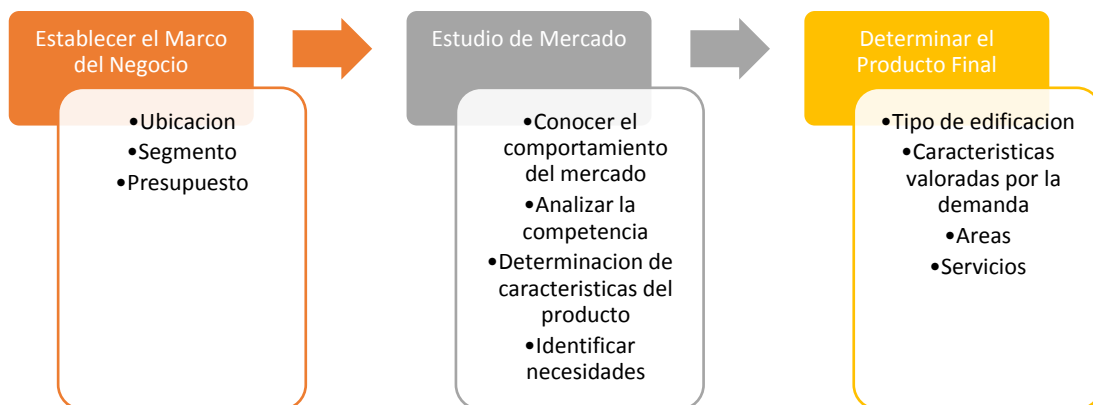 Establecer el Marco
del Negocio
•Ubicacion
•Segmento
•Presupuesto
Estudio de Mercado
•Conocer el
comportamiento
del mercado
•Analizar la
competencia
•Determinacion de
caracteristicas del
producto
•Identificar
necesidades
Determinar el
Producto Final
•Tipo de edificacion
•Caracteristicas
valoradas por la
demanda
•Areas
•Servicios